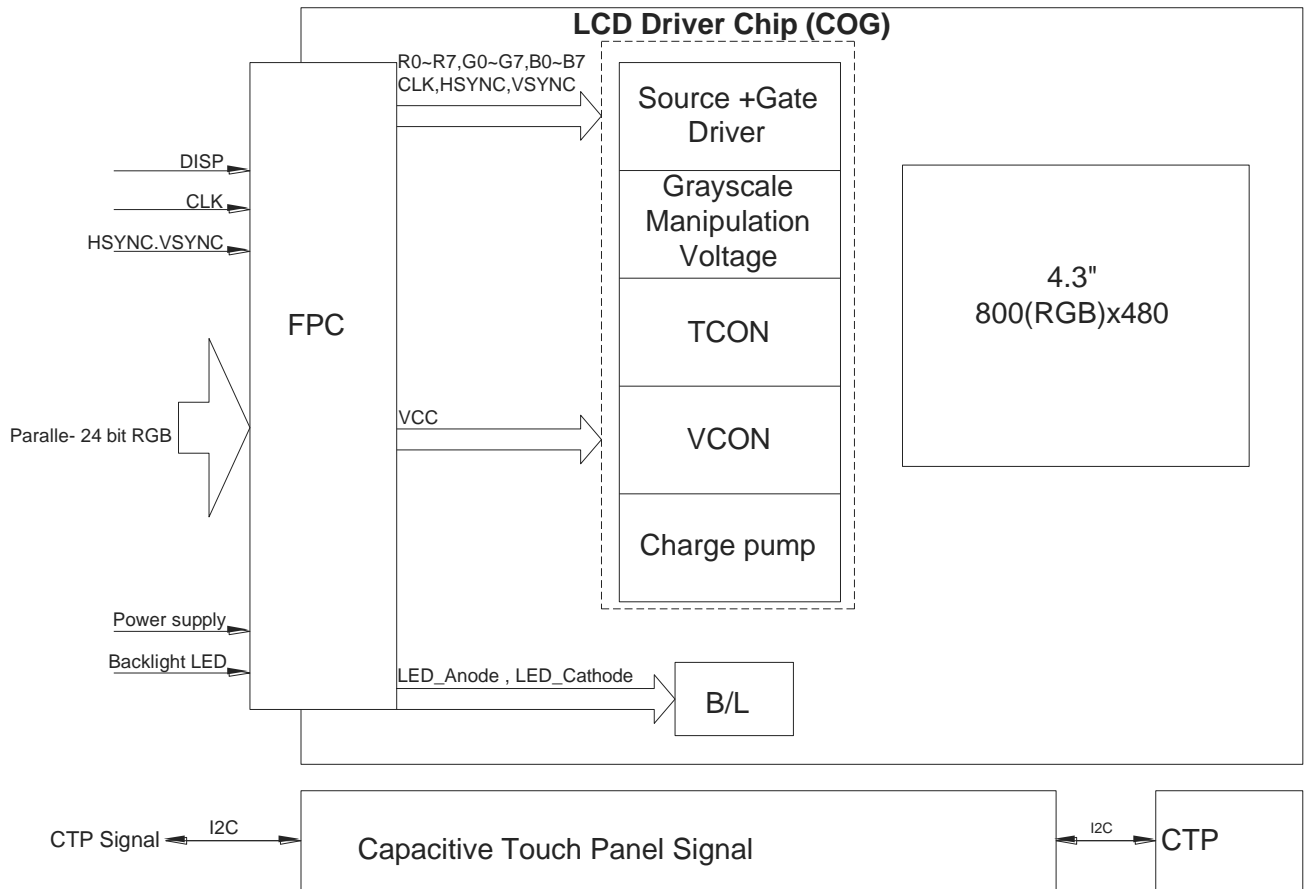 LCD Driver Chip (COG)
R0~R7,G0~G7,B0~B7
CLK,HSYNC,VSYNC
Source +Gate
Driver
DISP
CLK
HSYNC.VSYNC
Grayscale
Manipulation
Voltage
4.3"
800(RGB)x480
FPC
TCON
Paralle- 24 bit RGB
VCC
VCON
Charge pump
Power supply
Backlight LED
LED_Anode , LED_Cathode
B/L
CTP Signal
I2C
Capacitive Touch Panel Signal
I2C
CTP